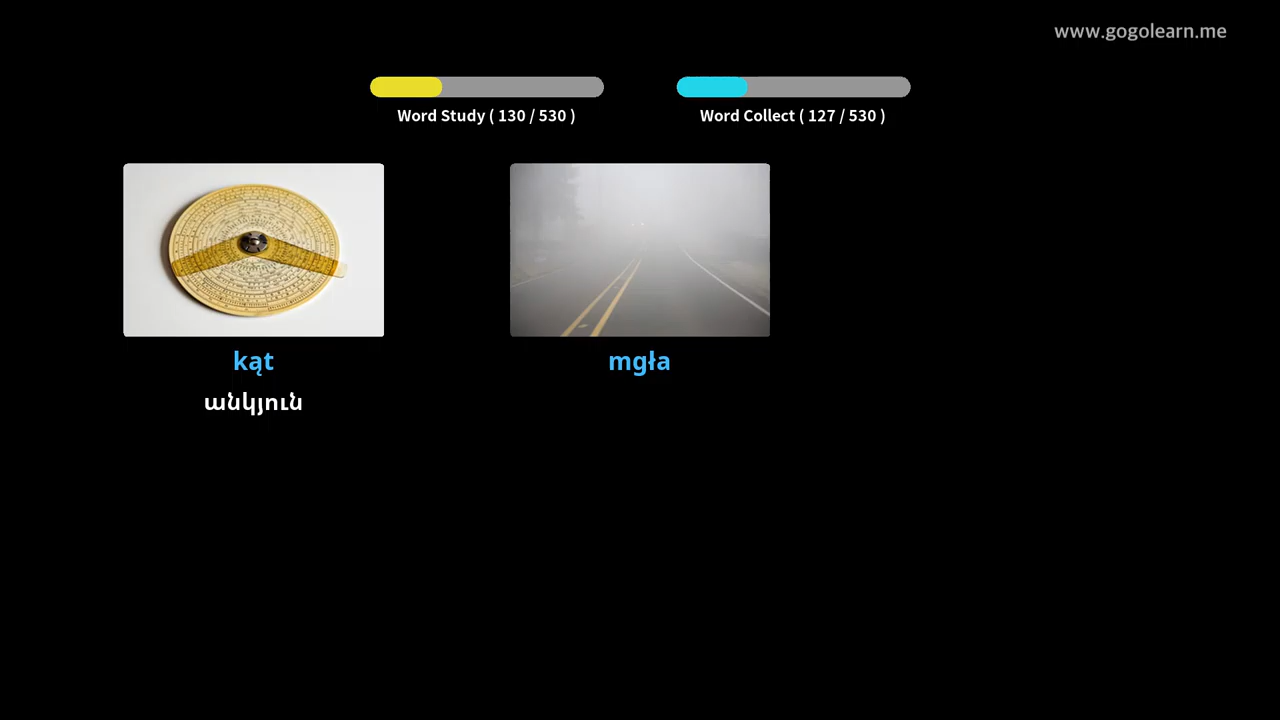 www.gogolearn.me
Word Study ( 130 / 530 )
Word Collect ( 127 / 530 )
kąt
mgła
անկյուն